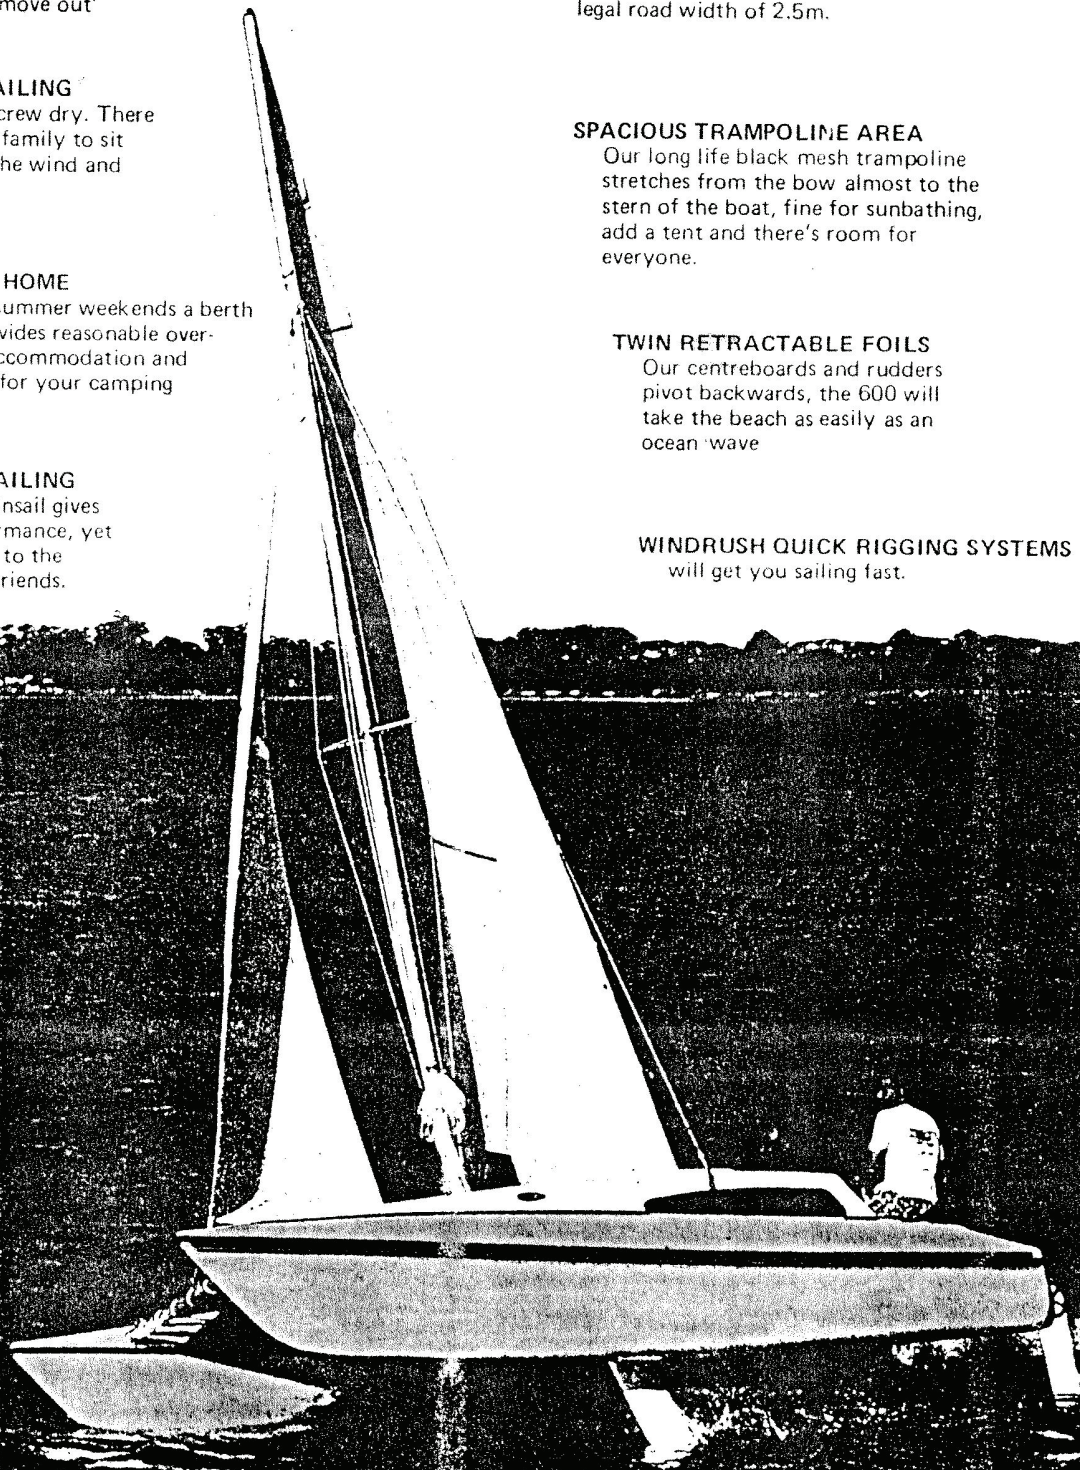 move out'
AILING
crew dry. There
family to sit
he wind and
HOME
ummer weekends a berth
vides reasonable over-
ccommodation and
for your camping
AILING
nsail gives
rmance, yet
to the
riends.
legal road width of 2.5m.
SPACIOUS TRAMPOLINE AREA
Our long life black mesh trampoline
stretches from the bow almost to the
stern of the boat, fine for sunbathing,
add a tent and there's room for
everyone.
TWIN RETRACTABLE FOILS
Our centreboards and rudders
pivot backwards, the 600 will
take the beach as easily as an
ocean wave
WINDRUSH QUICK RIGGING SYSTEMS
will get you sailing fast.